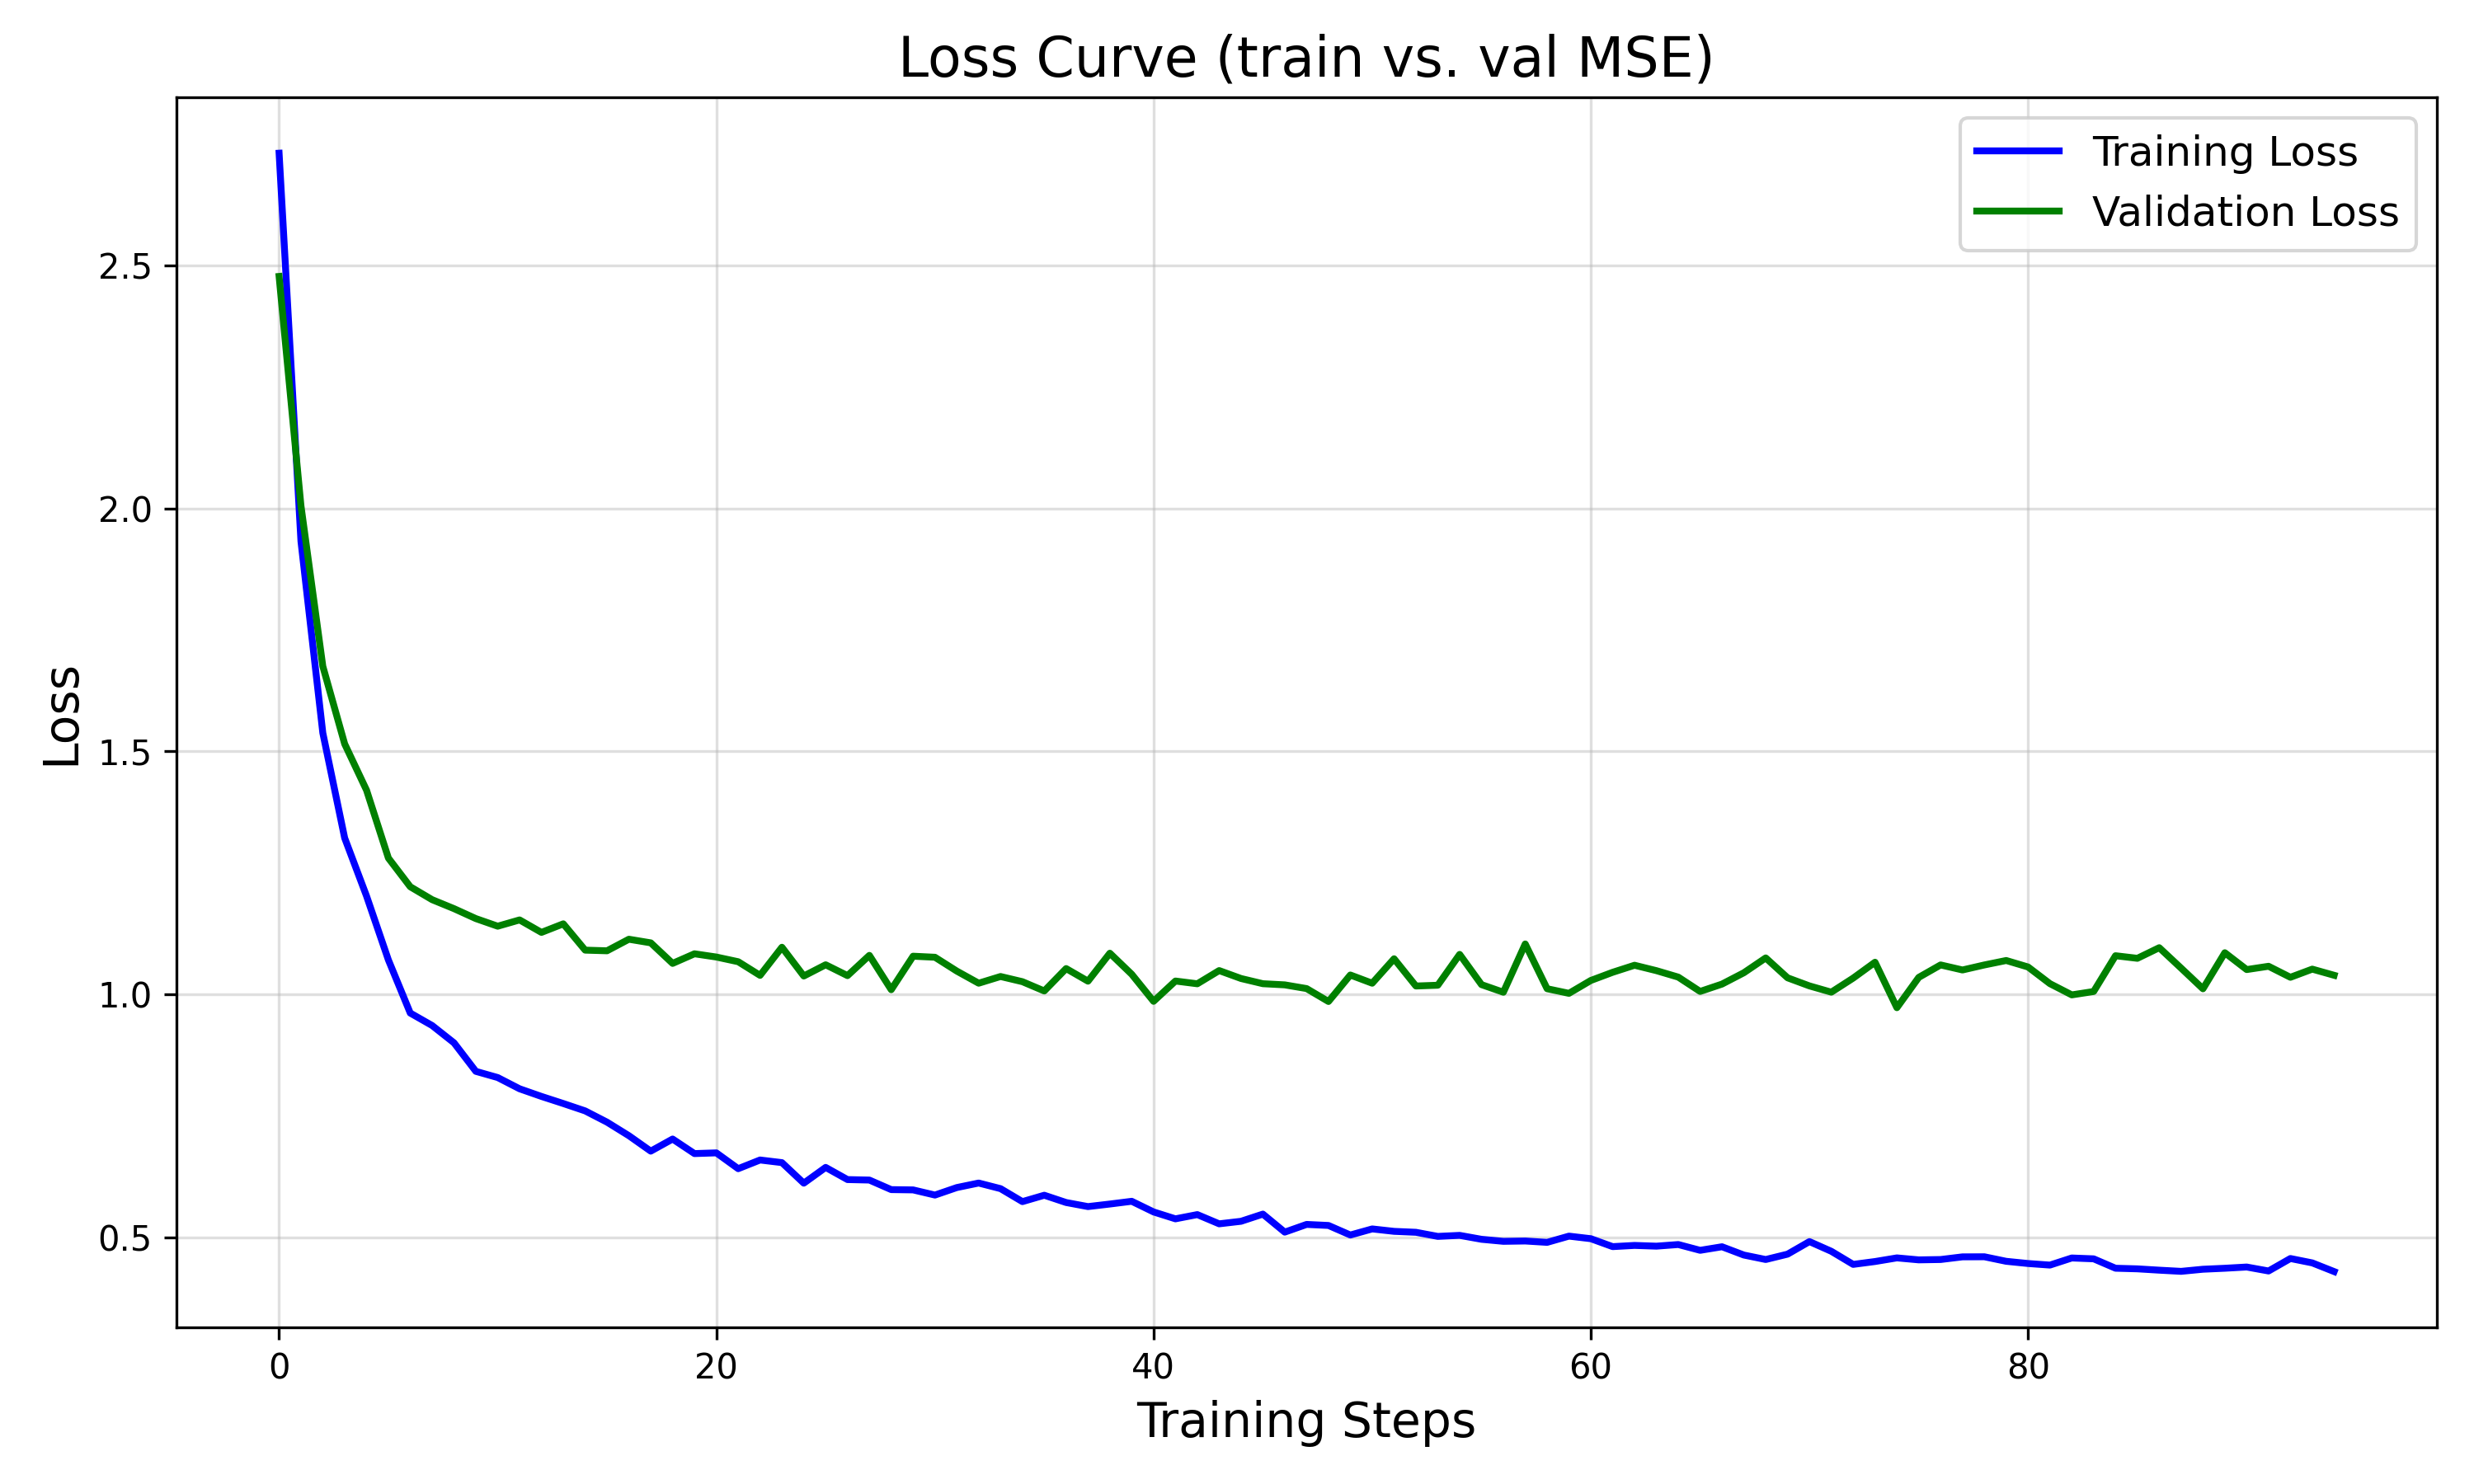 Loss Curve (train vs. val MSE)
Training Loss
Validation Loss
2.5
2.0
1.5
1.0
0.5
Loss
0 20 40 60 80
Training Steps